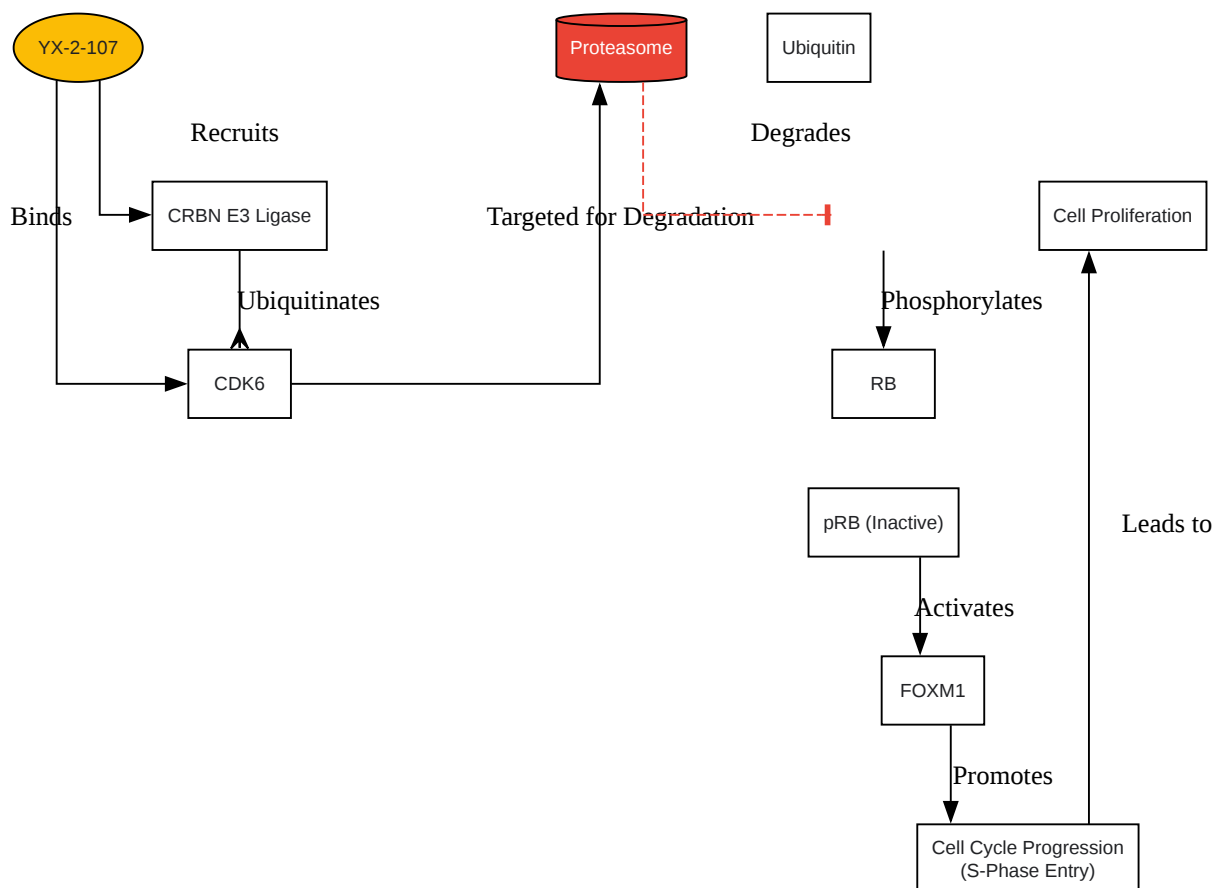 YX-2-107
Proteasome
Ubiquitin
Recruits
Degrades
Binds
CRBN E3 Ligase
Targeted for Degradation
Cell Proliferation
Ubiquitinates
Phosphorylates
CDK6
RB
pRB (Inactive)
Leads to
Activates
FOXM1
Promotes
Cell Cycle Progression
(S-Phase Entry)